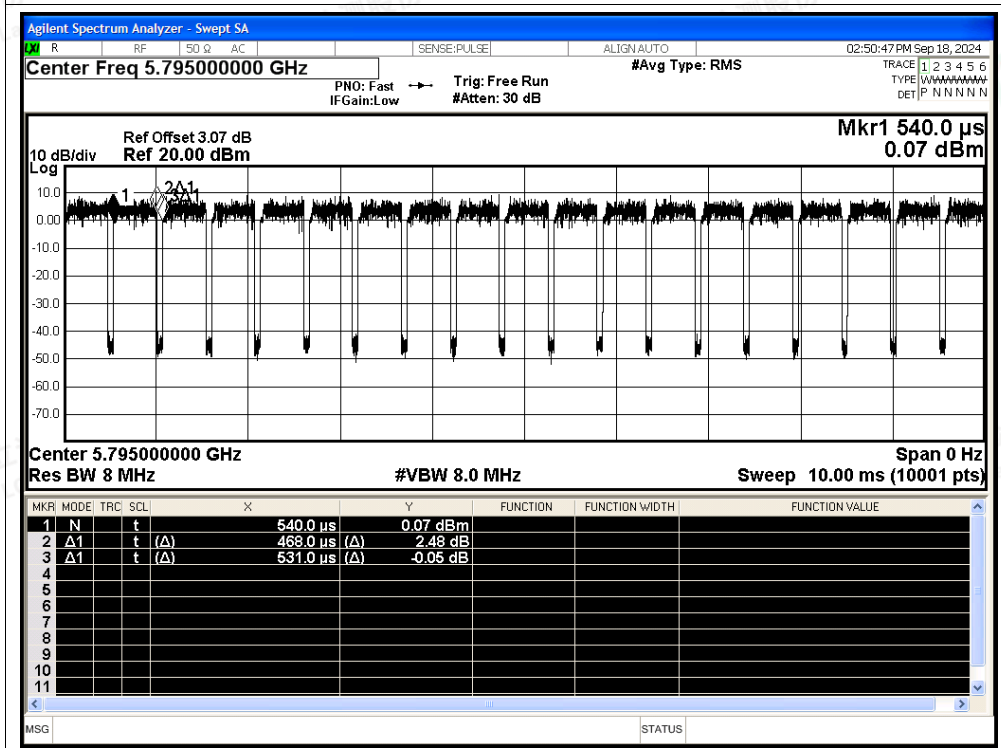 Agilent Spectrum Analyzer - Swept SA
LXI R RF 50 Ω AC SENSE:PULSE ALIGN AUTO 02:50:47 PM Sep 18, 2024
Center Freq 5.795000000 GHz #Avg Type: RMS TRACE 1 2 3 4 5 6
PNO: Fast Trig: Free Run TYPE WWWWWW
IFGain:Low #Atten: 30 dB DET P N N N N N
Mkr1 540.0 µs
Ref Offset 3.07 dB
10 dB/div Ref 20.00 dBm 0.07 dBm
Log
10.0
1 2Δ1
3Δ1
0.00
-10.0
-20.0
-30.0
-40.0
-50.0
-60.0
-70.0
Center 5.795000000 GHz Span 0 Hz
Res BW 8 MHz #VBW 8.0 MHz Sweep 10.00 ms (10001 pts)
MKR MODE TRC SCL X Y FUNCTION FUNCTION WIDTH FUNCTION VALUE
1 N t 540.0 µs 0.07 dBm
2 Δ1 t (Δ) 468.0 µs (Δ) 2.48 dB
3 Δ1 t (Δ) 531.0 µs (Δ) -0.05 dB
4
5
6
7
8
9
10
11
MSG STATUS